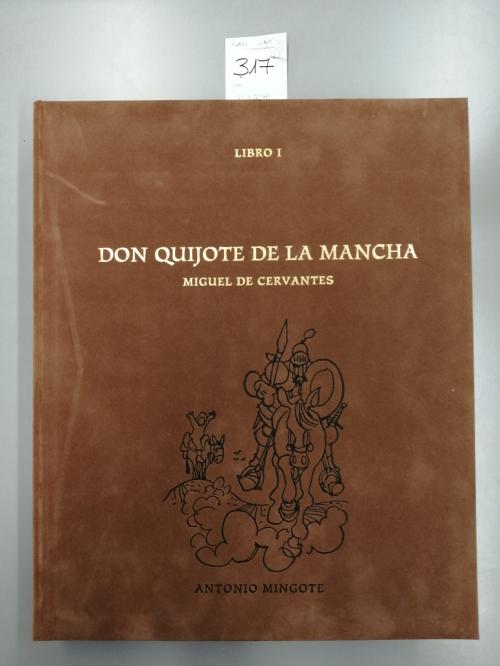 317
LIBRO I
DON QUIJOTE DE LA MANCHA
MIGUEL DE CERVANTES
ANTONIO MINGOTE